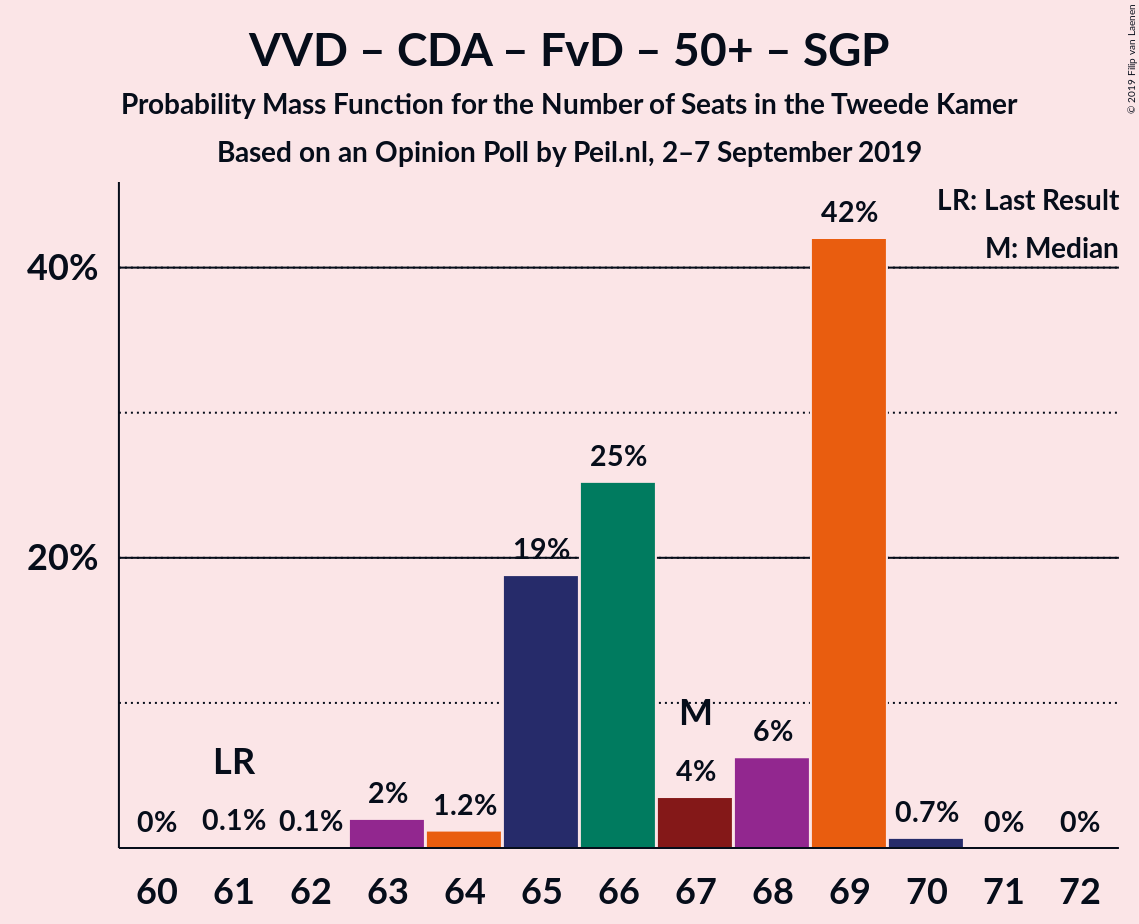 VVD – CDA – FvD – 50+ – SGP
Probability Mass Function for the Number of Seats in the Tweede Kamer
Based on an Opinion Poll by Peil.nl, 2–7 September 2019
© 2019 Filip van Laenen
LR: Last Result
M: Median
40%
20%
0%
LR
0.1%
0.1%
2%
1.2%
19%
25%
M
4%
6%
42%
0.7%
0%
0%
60 61 62 63 64 65 66 67 68 69 70 71 72